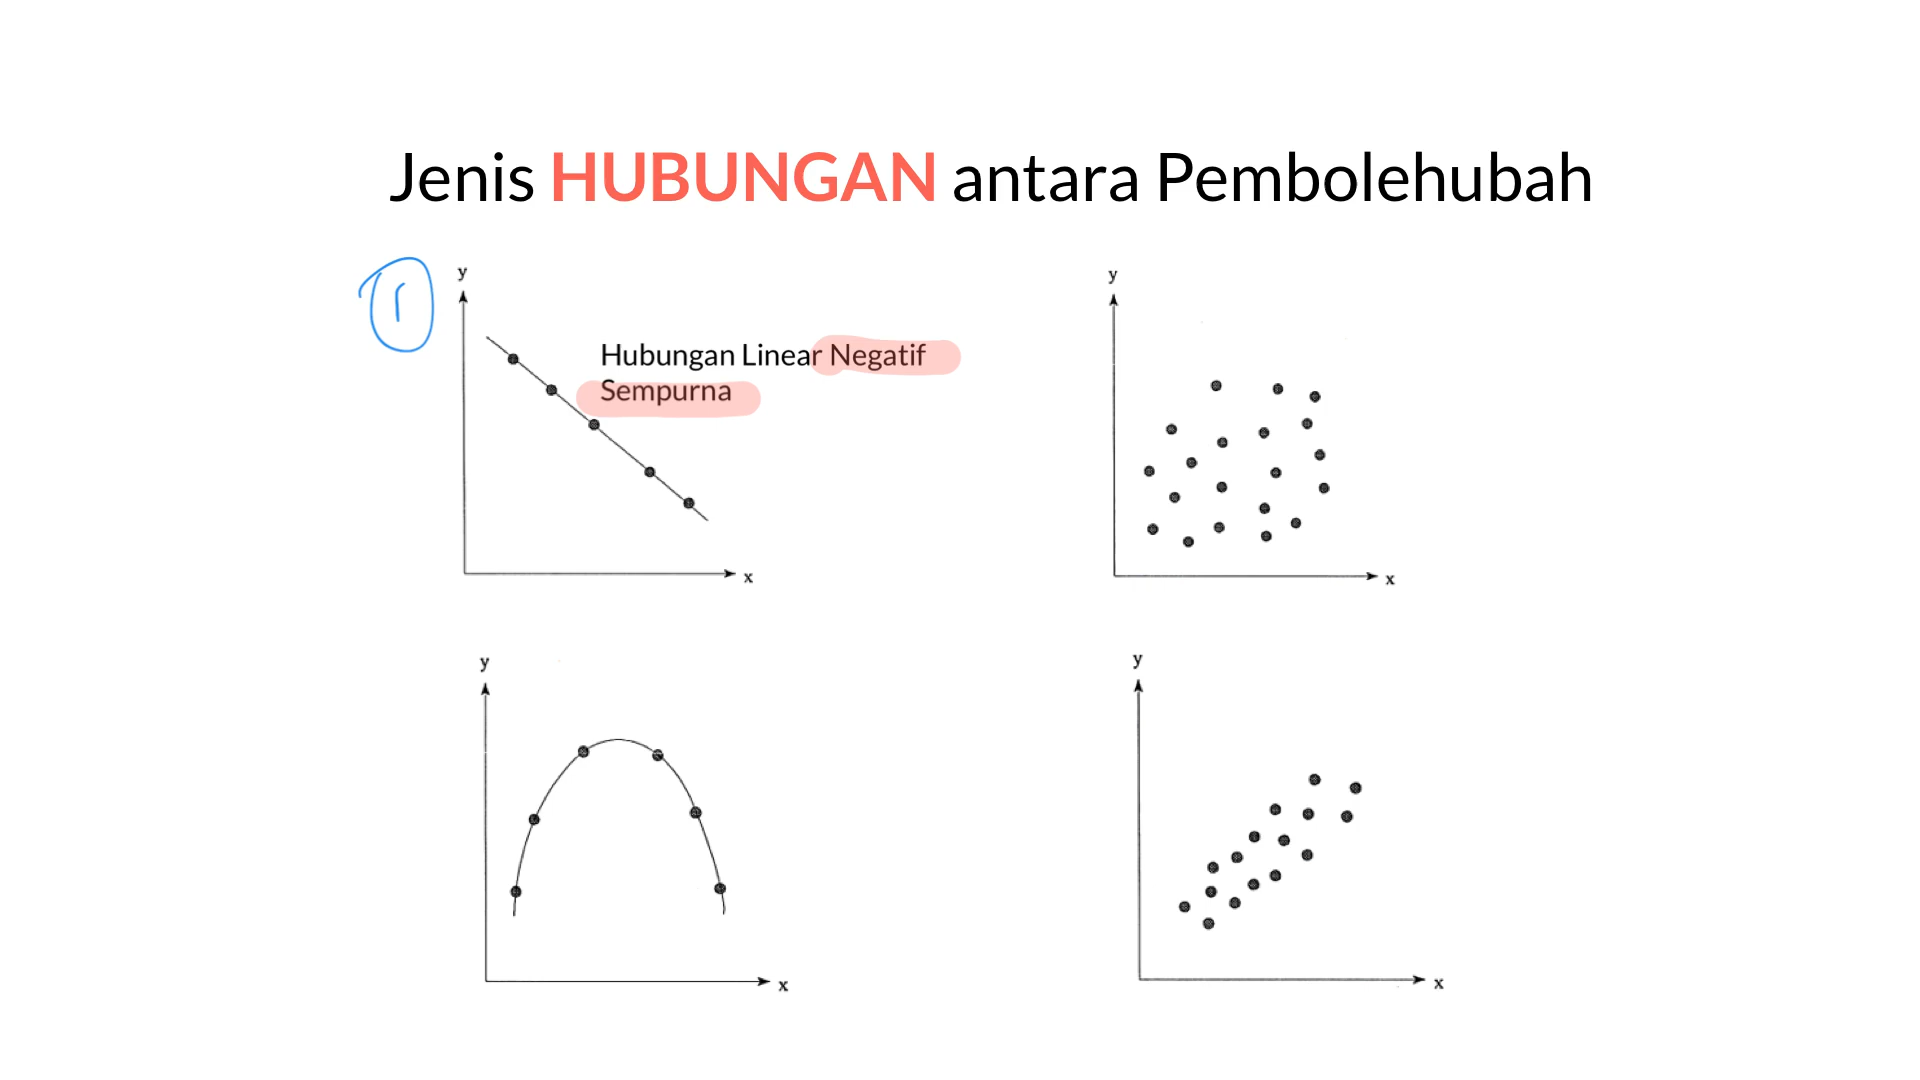 Jenis HUBUNGAN antara Pembolehubah
1
y
Hubungan Linear Negatif
Sempurna
x
y
x
y
x
y
x